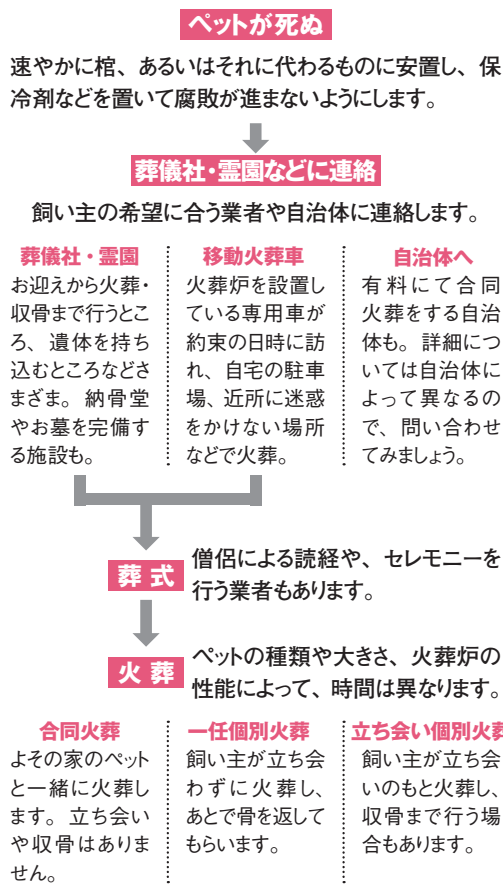 ペットが死ぬ
速やかに棺、あるいはそれに代わるものに安置し、保
冷剤などを置いて腐敗が進まないようにします。
葬儀社・霊園などに連絡
飼い主の希望に合う業者や自治体に連絡します。
葬儀社・霊園
お迎えから火葬・
収骨まで行うとこ
ろ、遺体を持ち
込むところなどさ
まざま。納骨堂
やお墓を完備す
る施設も。
移動火葬車
火葬炉を設置し
ている専用車が
約束の日時に訪
れ、自宅の駐車
場、近所に迷惑
をかけない場所
などで火葬。
自治体へ
有料にて合同
火葬をする自治
体も。詳細につ
いては自治体に
よって異なるの
で、問い合わせ
てみましょう。
葬式
僧侶による読経や、セレモニーを
行う業者もあります。
火葬
ペットの種類や大きさ、火葬炉の
性能によって、時間は異なります。
合同火葬
よその家のペット
と一緒に火葬し
ます。立ち会い
や収骨はありま
せん。
一任個別火葬
飼い主が立ち会
わずに火葬し、
あとで骨を返して
もらいます。
立ち会い個別火葬
飼い主が立ち会
いのもと火葬し、
収骨まで行う場
合もあります。